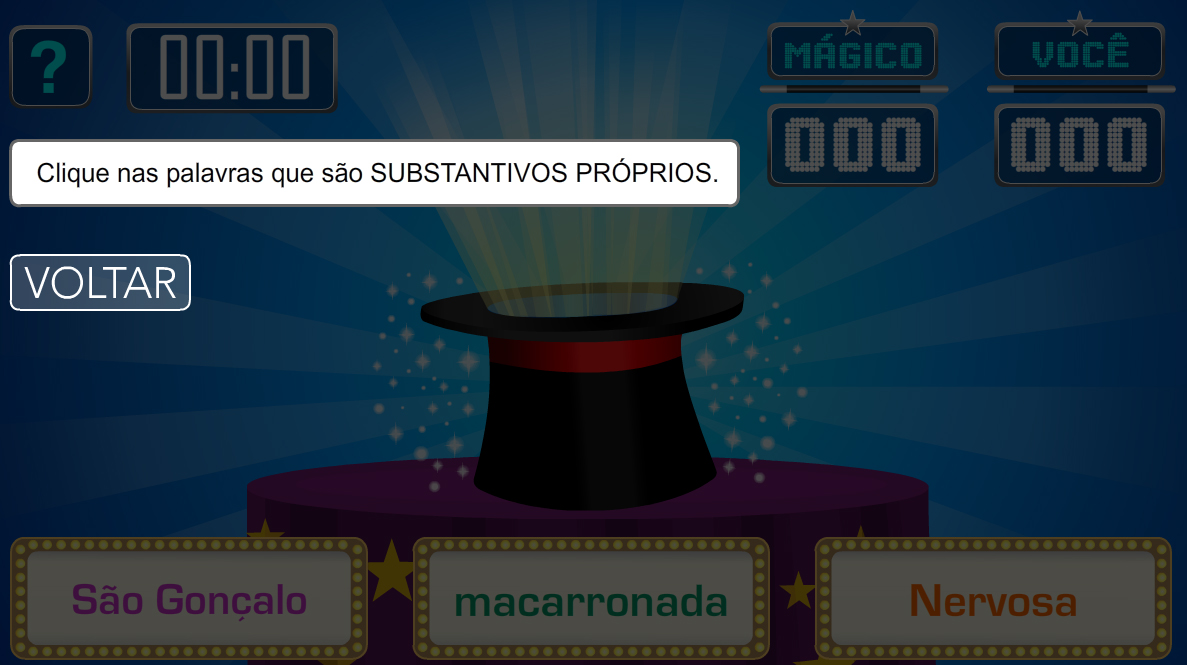 ?
00:00
MÁGICO
VOCÊ
000
000
Clique nas palavras que são SUBSTANTIVOS PRÓPRIOS.
VOLTAR
São Gonçalo
macarronada
Nervosa